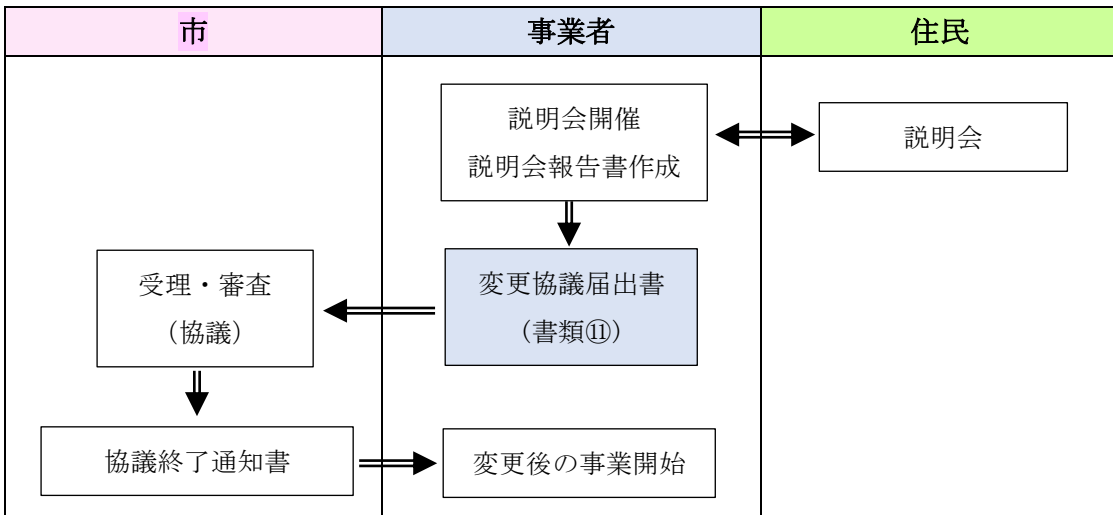 市
事業者
住民
説明会開催
説明会報告書作成
説明会
変更協議届出書
（書類⑪）
受理・審査
（協議）
協議終了通知書
変更後の事業開始